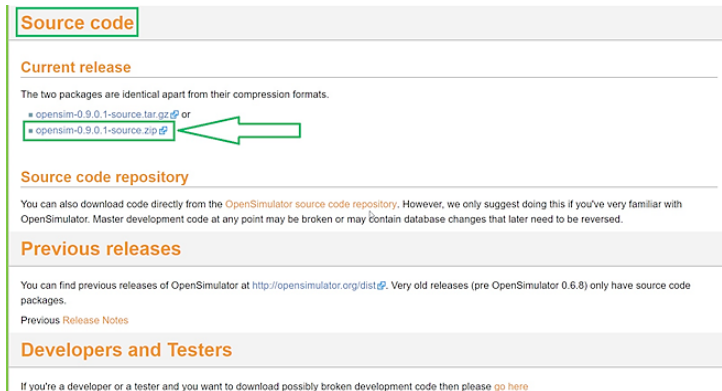 Source code
Current release
The two packages are identical apart from their compression formats.
opensim-0.9.0.1-source.tar.gz or
opensim-0.9.0.1-source.zip
Source code repository
You can also download code directly from the OpenSimulator source code repository. However, we only suggest doing this if you've very familiar with
OpenSimulator. Master development code at any point may be broken or may contain database changes that later need to be reversed.
Previous releases
You can find previous releases of OpenSimulator at http://opensimulator.org/dist. Very old releases (pre OpenSimulator 0.6.8) only have source code
packages.
Previous Release Notes
Developers and Testers
If you're a developer or a tester and you want to download possibly broken development code then please go here